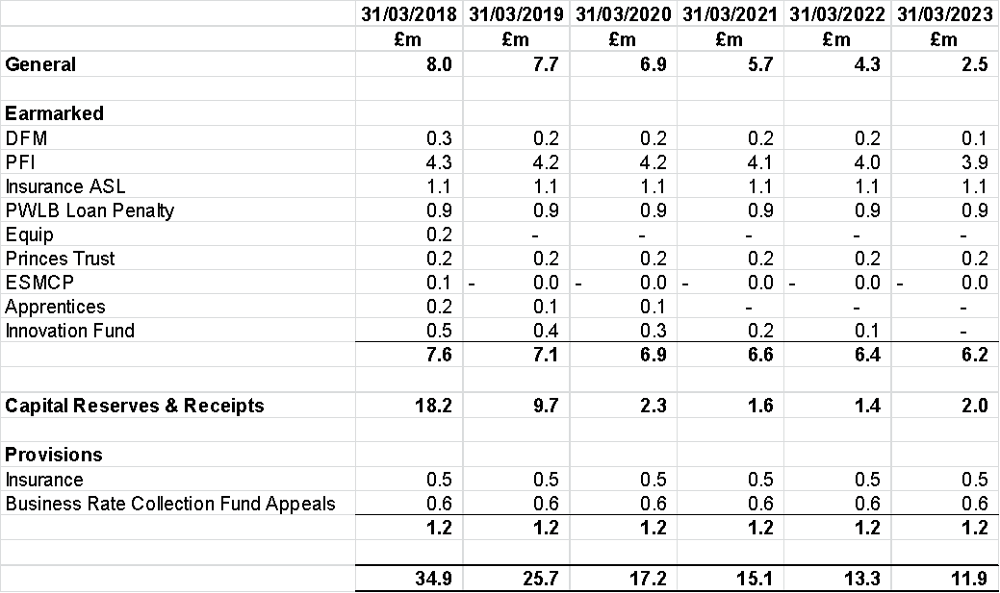 31/03/2018 31/03/2019 31/03/2020 31/03/2021 31/03/2022 31/03/2023
£m £m £m £m £m £m
General 8.0 7.7 6.9 5.7 4.3 2.5
Earmarked
DFM 0.3 0.2 0.2 0.2 0.2 0.1
PFI 4.3 4.2 4.2 4.1 4.0 3.9
Insurance ASL 1.1 1.1 1.1 1.1 1.1 1.1
PWLB Loan Penalty 0.9 0.9 0.9 0.9 0.9 0.9
Equip 0.2 - - - - -
Princes Trust 0.2 0.2 0.2 0.2 0.2 0.2
ESMCP 0.1 - 0.0 - 0.0 - 0.0 - 0.0 - 0.0
Apprentices 0.2 0.1 0.1 - - -
Innovation Fund 0.5 0.4 0.3 0.2 0.1 -
7.6 7.1 6.9 6.6 6.4 6.2
Capital Reserves & Receipts 18.2 9.7 2.3 1.6 1.4 2.0
Provisions
Insurance 0.5 0.5 0.5 0.5 0.5 0.5
Business Rate Collection Fund Appeals 0.6 0.6 0.6 0.6 0.6 0.6
1.2 1.2 1.2 1.2 1.2 1.2
34.9 25.7 17.2 15.1 13.3 11.9